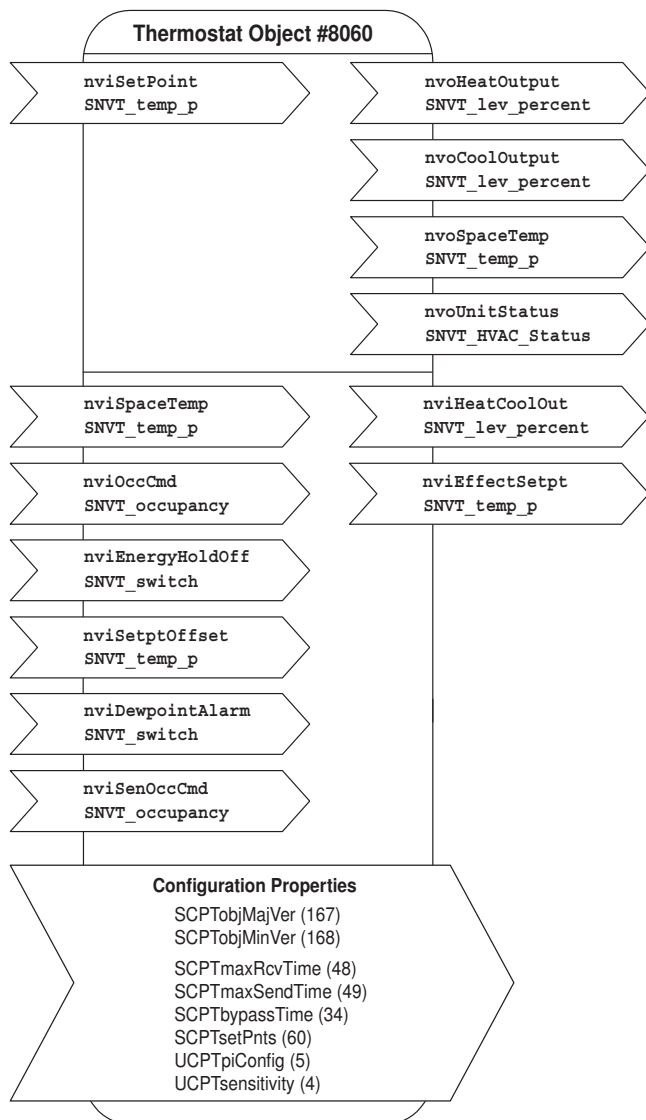 Thermostat Object #8060
nviSetPoint
SNVT_temp_p
nvoHeatOutput
SNVT_lev_percent
nvoCoolOutput
SNVT_lev_percent
nvoSpaceTemp
SNVT_temp_p
nvoUnitStatus
SNVT_HVAC_Status
nviSpaceTemp
SNVT_temp_p
nviOccCmd
SNVT_occupancy
nviEnergyHoldOff
SNVT_switch
nviSetptOffset
SNVT_temp_p
nviDewpointAlarm
SNVT_switch
nviSenOccCmd
SNVT_occupancy
nviHeatCoolOut
SNVT_lev_percent
nviEffectSetpt
SNVT_temp_p
Configuration Properties
SCPTobjMajVer (167)
SCPTobjMinVer (168)
SCPTmaxRcvTime (48)
SCPTmaxSendTime (49)
SCPTbypassTime (34)
SCPTsetPnts (60)
UCPTpiConfig (5)
UCPTsensitivity (4)